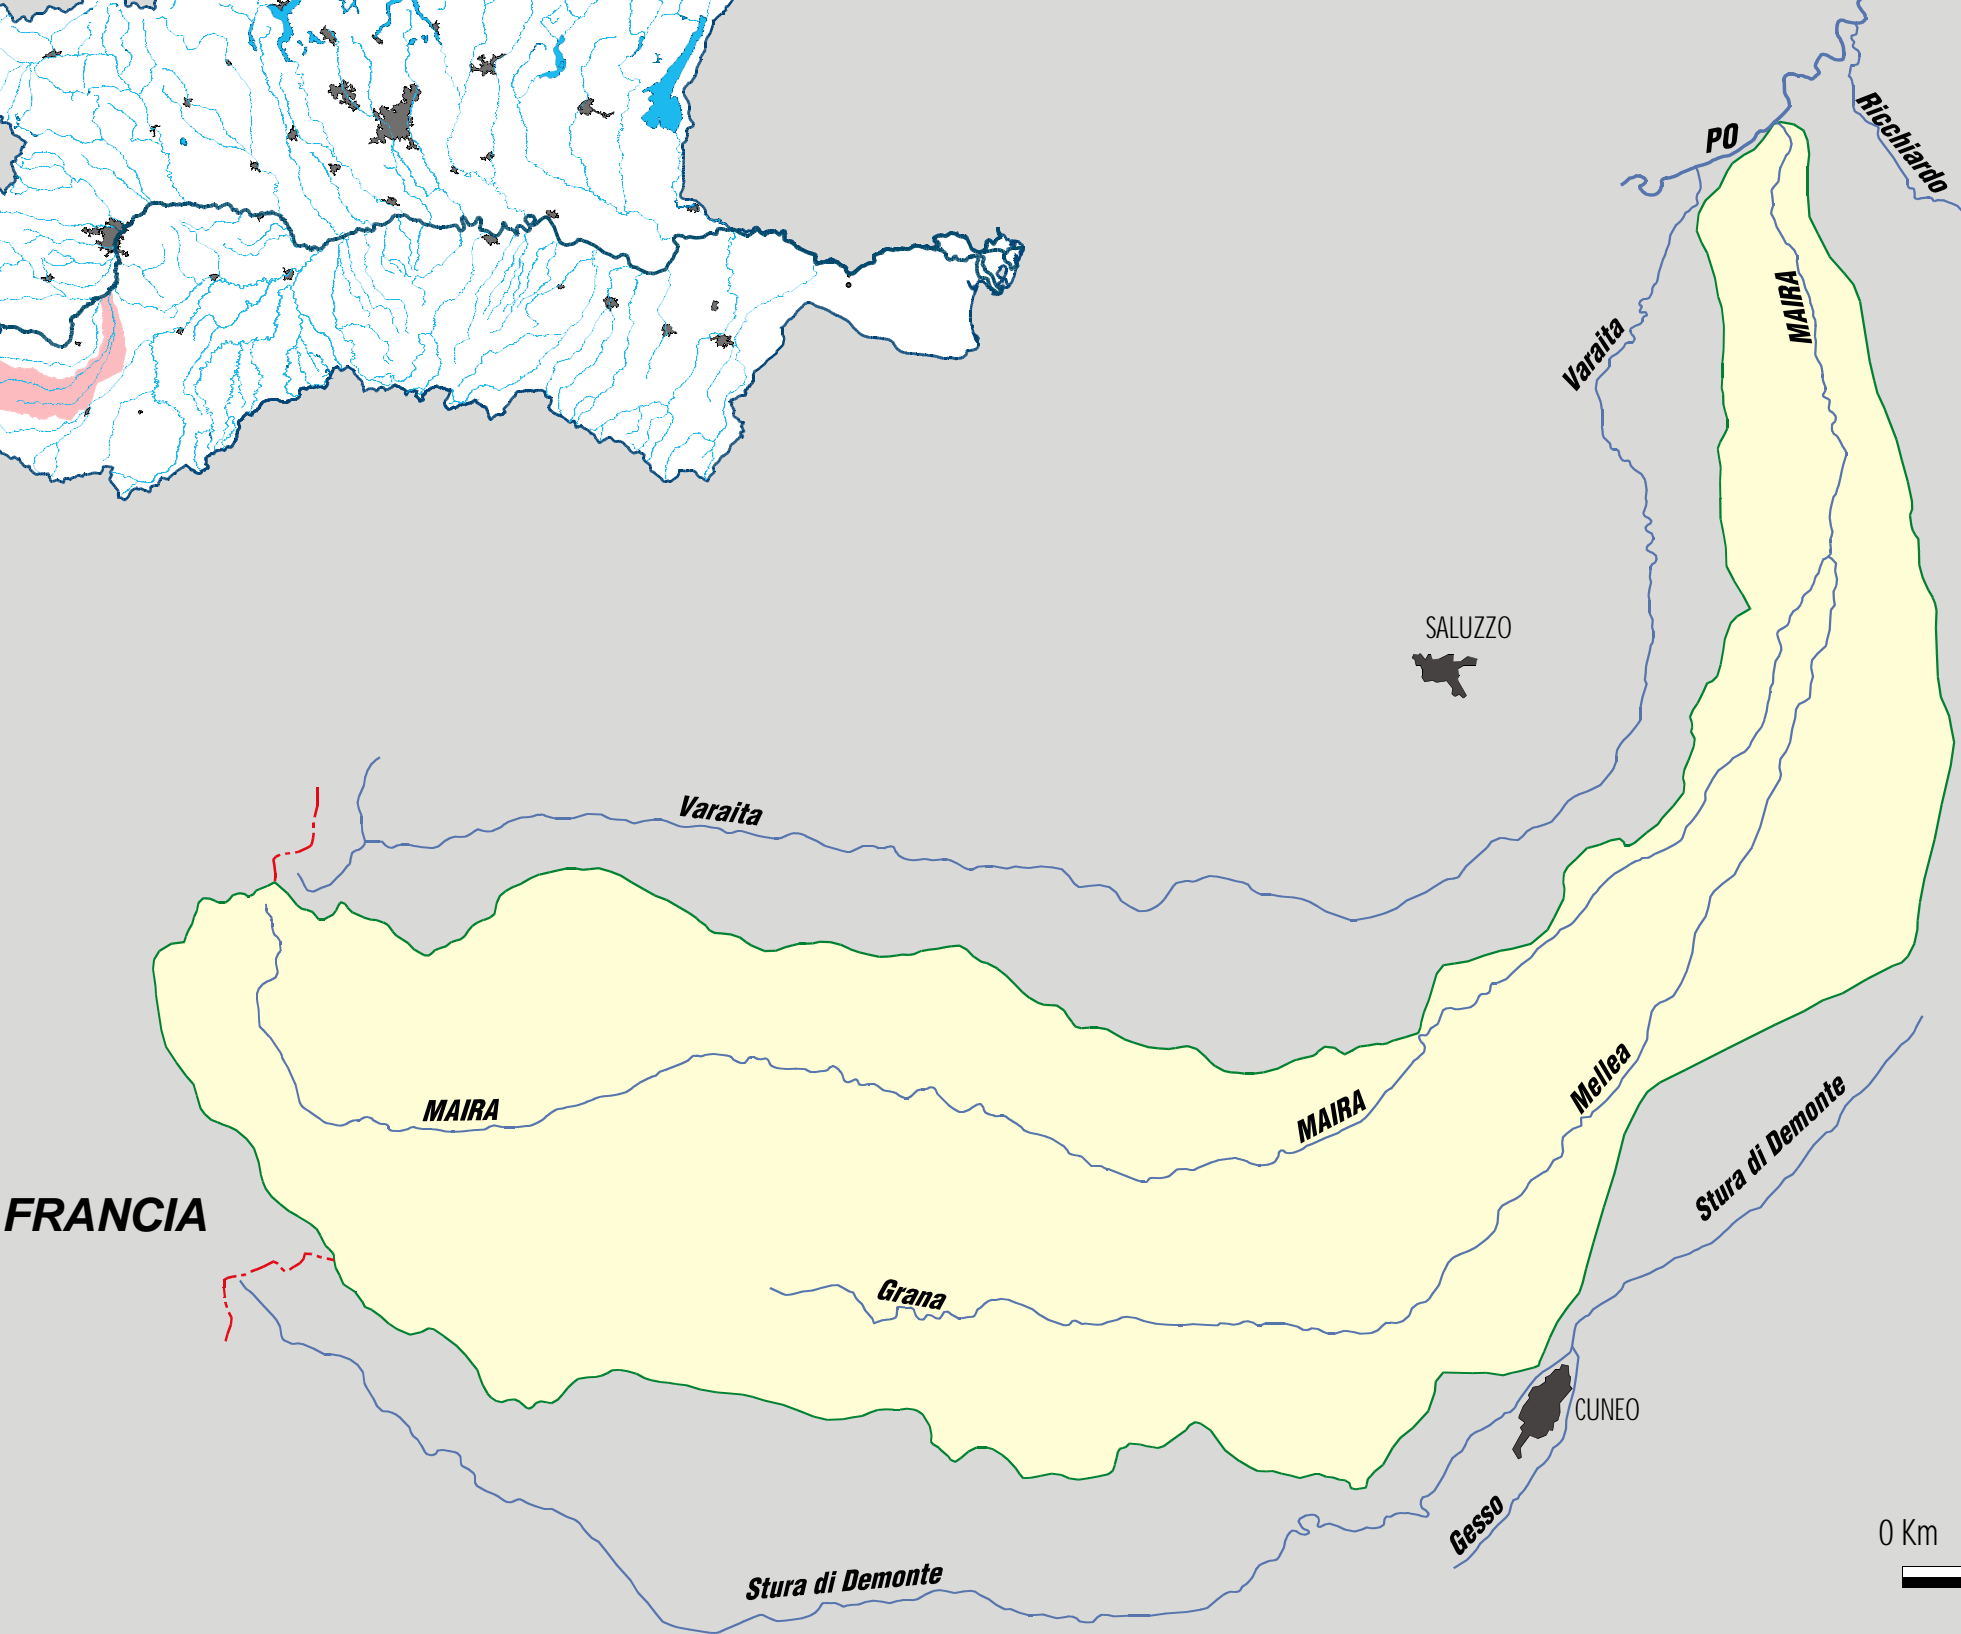 PO
Ricchiardo
MAIRA
Varaita
SALUZZO
Varaita
MAIRA
MAIRA
Mellea
Stura di Demonte
FRANCIA
Grana
CUNEO
Gesso
0 Km
Stura di Demonte